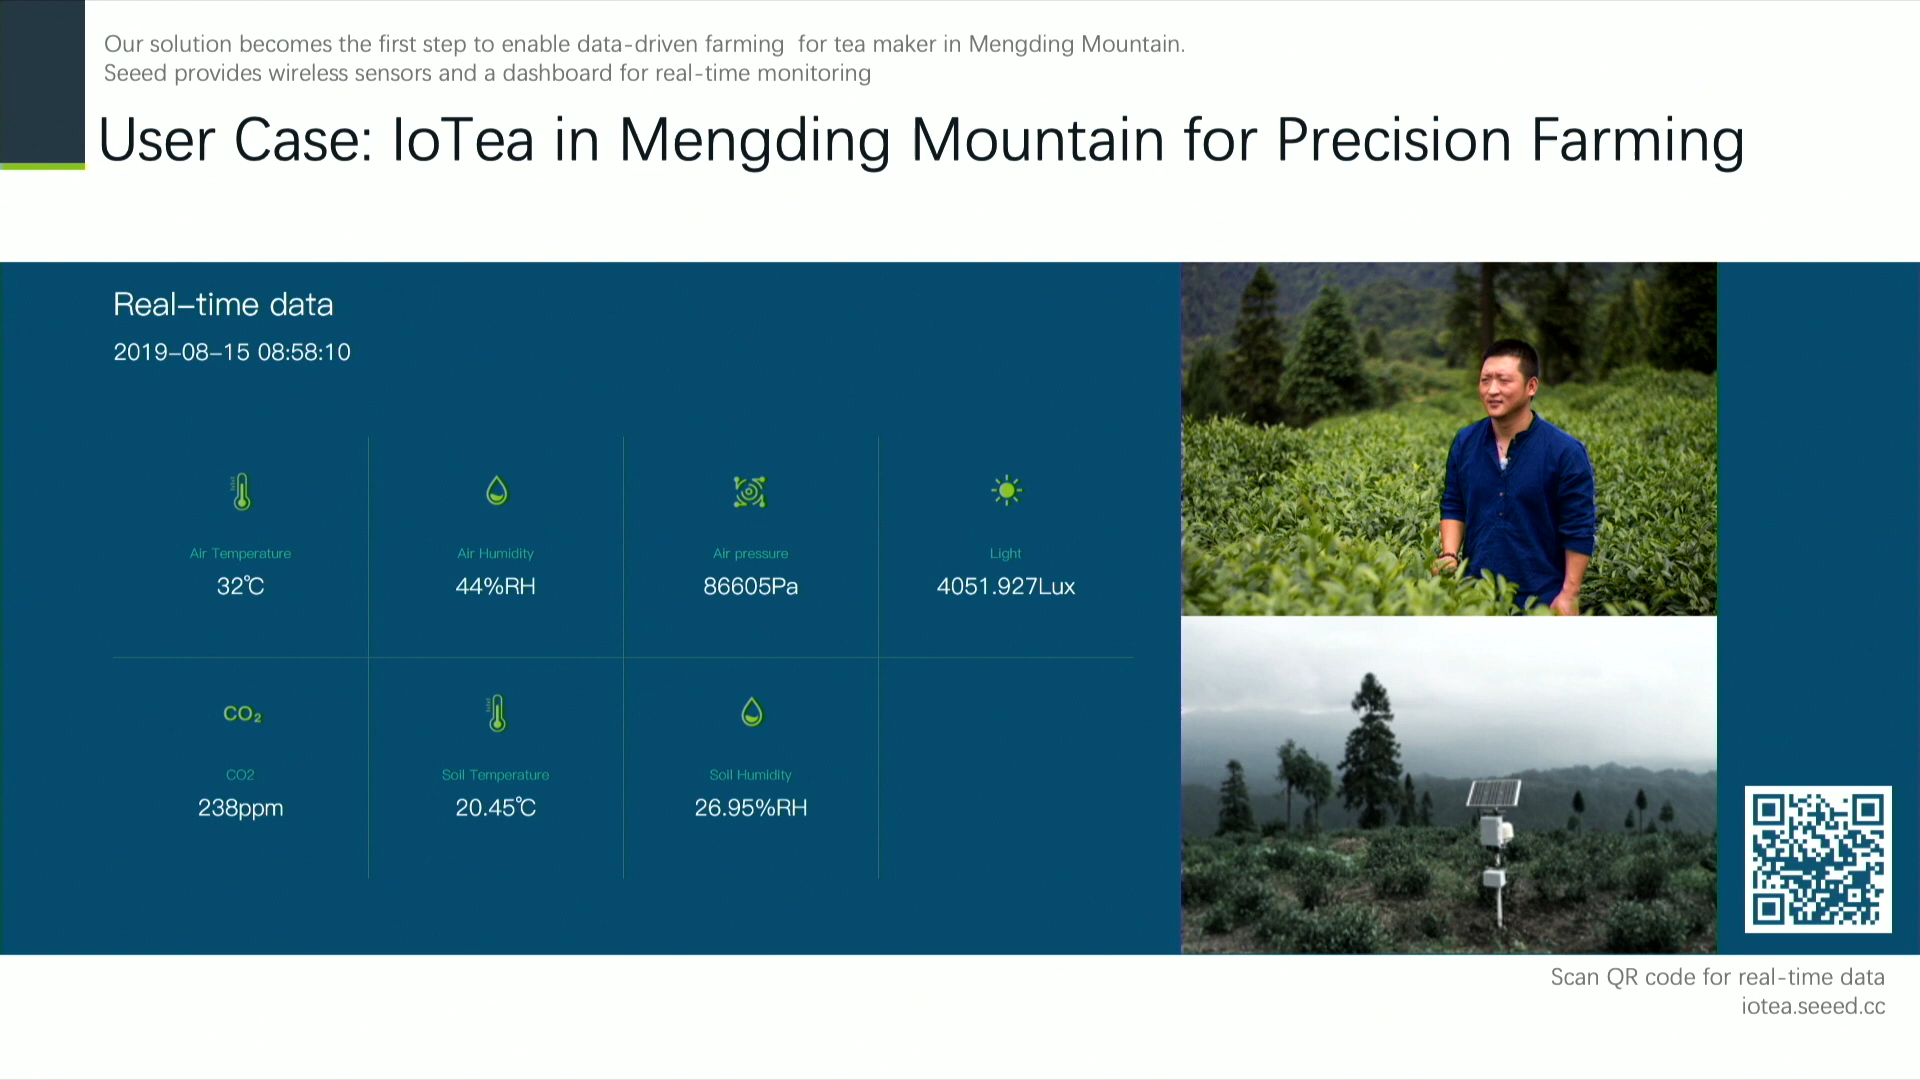 Our solution becomes the first step to enable data-driven farming  for tea maker in Mengding Mountain.
Seeed provides wireless sensors and a dashboard for real-time monitoring
User Case: IoTea in Mengding Mountain for Precision Farming
Real-time data
2019-08-15 08:58:10
Air Temperature
32℃
Air Humidity
44%RH
Air pressure
86605Pa
Light
4051.927Lux
CO₂
CO2
238ppm
Soil Temperature
20.45℃
Soil Humidity
26.95%RH
Scan QR code for real-time data
iotea.seeed.cc